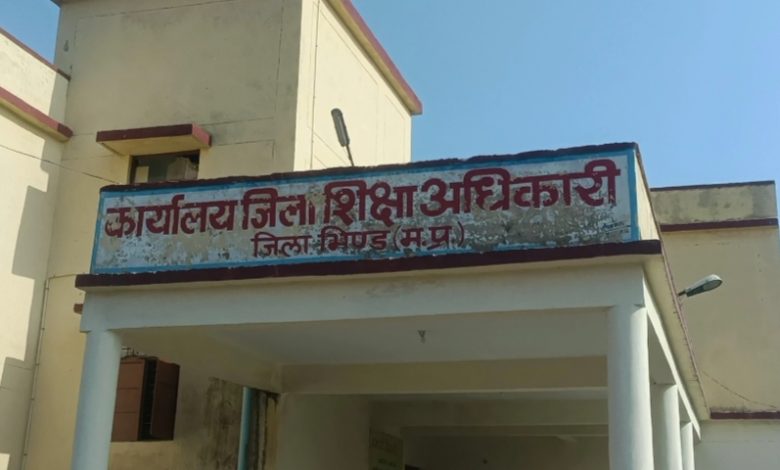 कार्यालय जिला शिक्षा अधिकारी
जिला भिण्ड (म.प्र.)